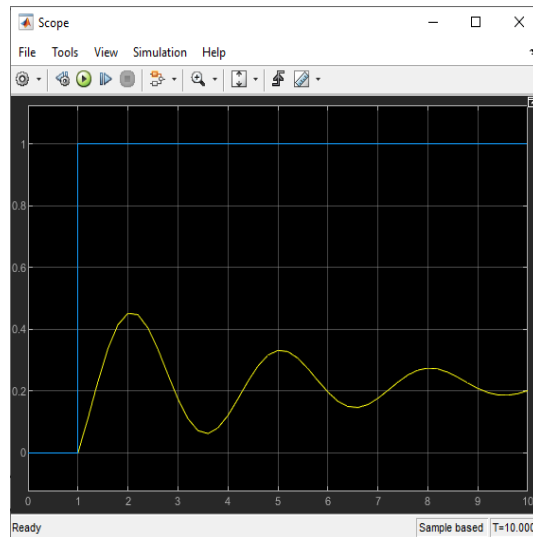 Scope
File Tools View Simulation Help
1
0.8
0.6
0.4
0.2
0
0 1 2 3 4 5 6 7 8 9 10
Ready Sample based T=10.000